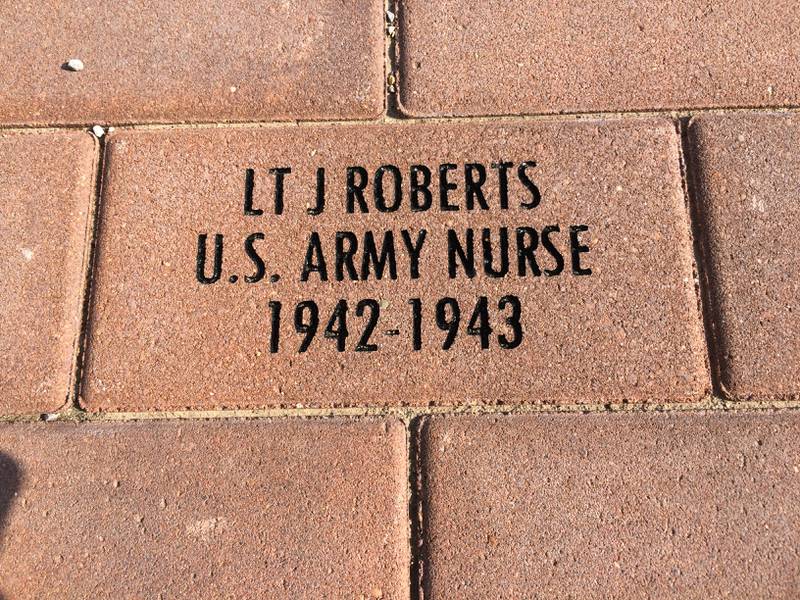 LT J ROBERTS
U.S. ARMY NURSE
1942-1943